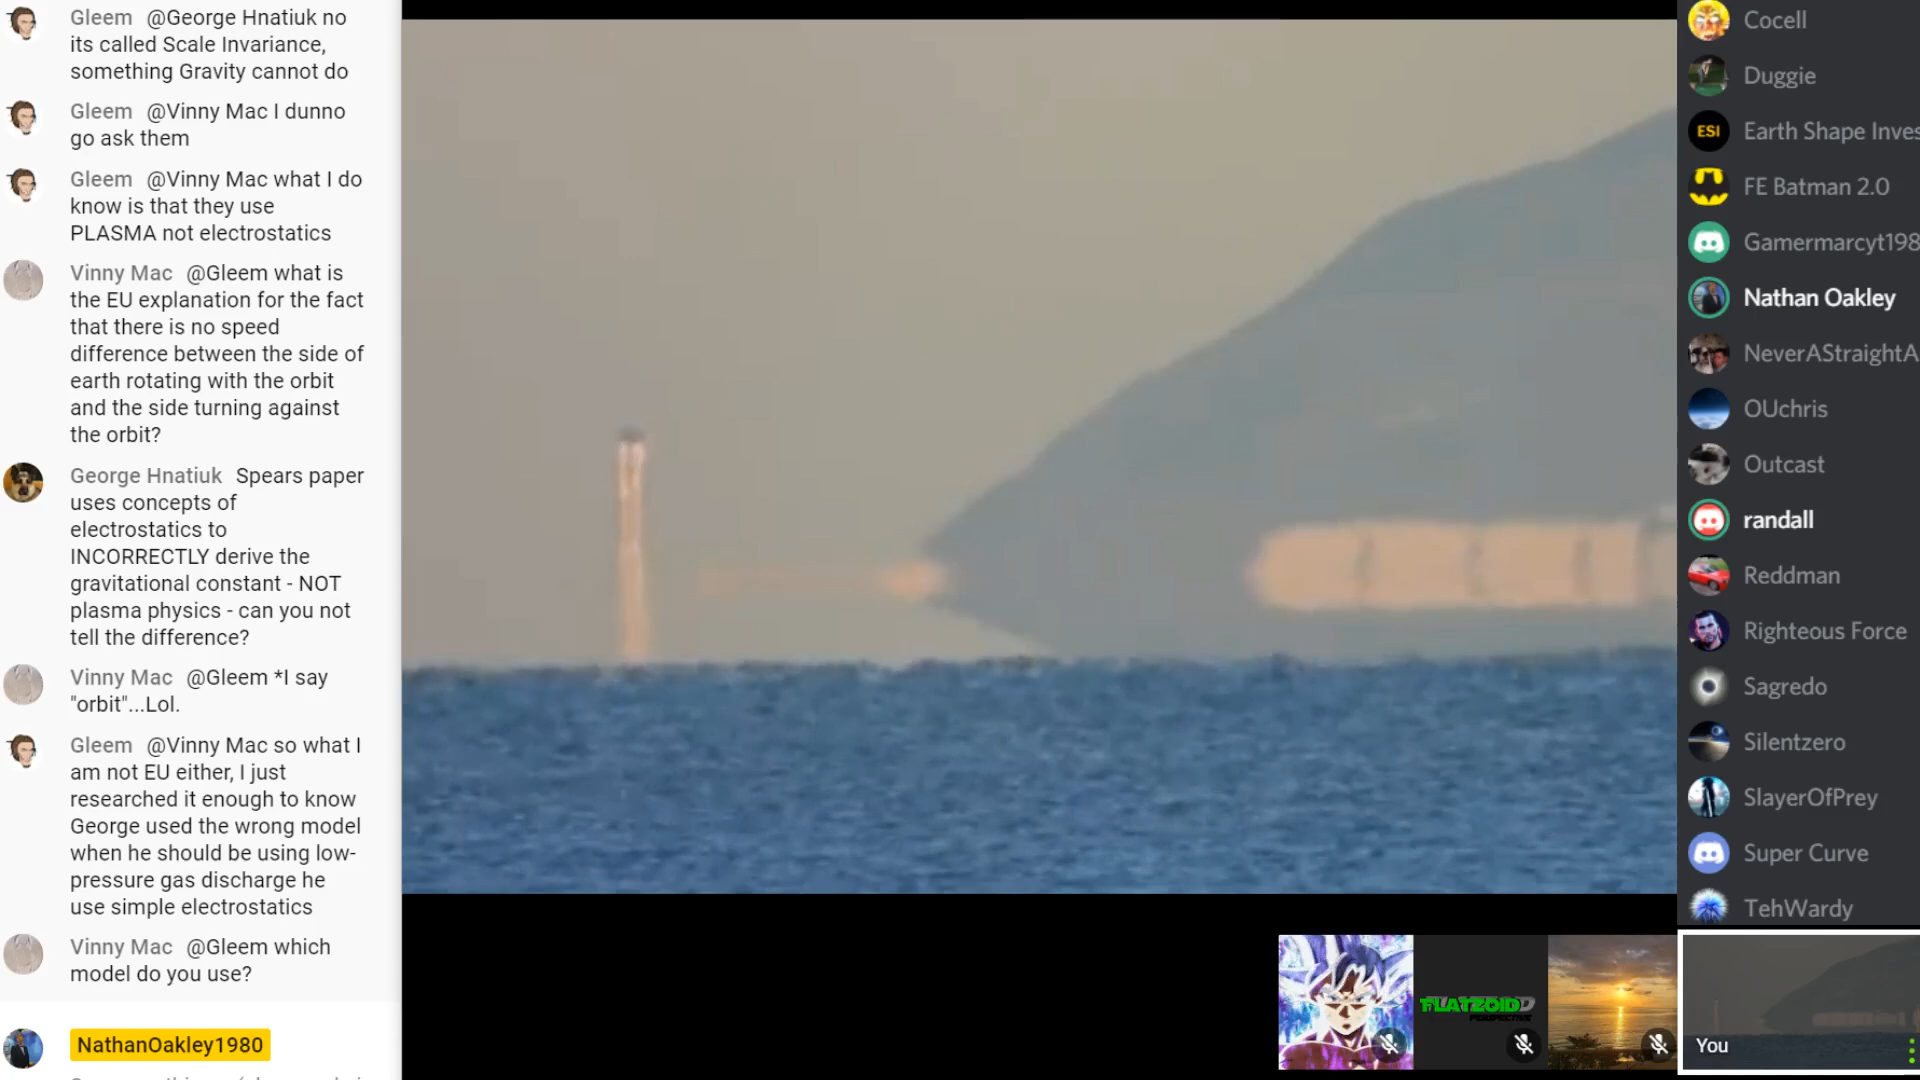 Gleem @George Hnatiuk no
its called Scale Invariance,
something Gravity cannot do
Gleem @Vinny Mac I dunno
go ask them
Gleem @Vinny Mac what I do
know is that they use
PLASMA not electrostatics
Vinny Mac @Gleem what is
the EU explanation for the fact
that there is no speed
difference between the side of
earth rotating with the orbit
and the side turning against
the orbit?
George Hnatiuk Spears paper
uses concepts of
electrostatics to
INCORRECTLY derive the
gravitational constant - NOT
plasma physics - can you not
tell the difference?
Vinny Mac @Gleem *I say
"orbit"...Lol.
Gleem @Vinny Mac so what I
am not EU either, I just
researched it enough to know
George used the wrong model
when he should be using low-
pressure gas discharge he
use simple electrostatics
Vinny Mac @Gleem which
model do you use?
NathanOakley1980
Cocell
Duggie
ESI
Earth Shape Inves
FE Batman 2.0
Gamermarcyt198
Nathan Oakley
NeverAStraightA
OUchris
Outcast
randall
Reddman
Righteous Force
Sagredo
Silentzero
SlayerOfPrey
Super Curve
TehWardy
FLATZOID
PERSPECTIVE
You